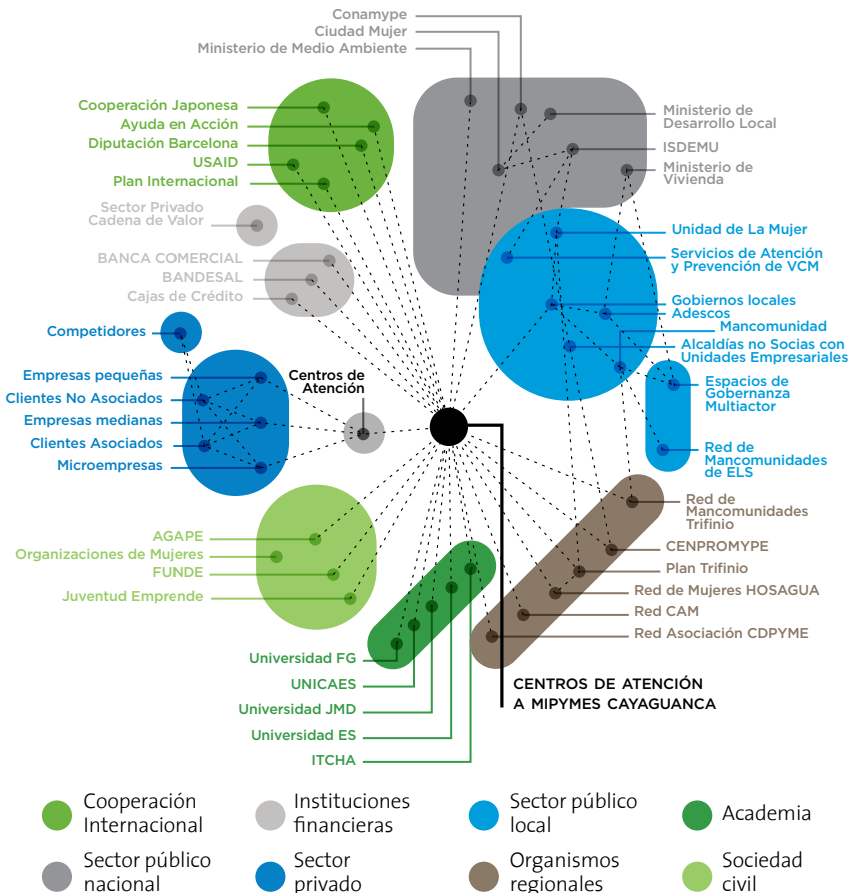 Conamype
Ciudad Mujer
Ministerio de Medio Ambiente
Cooperación Japonesa
Ayuda en Acción
Diputación Barcelona
USAID
Plan Internacional
Sector Privado
Cadena de Valor
BANCA COMERCIAL
BANDESAL
Cajas de Crédito
Competidores
Empresas pequeñas
Clientes No Asociados
Empresas medianas
Clientes Asociados
Microempresas
Centros de
Atención
AGAPE
Organizaciones de Mujeres
FUNDE
Juventud Emprende
Universidad FG
UNICAES
Universidad JMD
Universidad ES
ITCHA
Ministerio de
Desarrollo Local
ISDEMU
Ministerio de
Vivienda
Unidad de La Mujer
Servicios de Atención
y Prevención de VCM
Gobiernos locales
Adescos
Mancomunidad
Alcaldías no Socias con
Unidades Empresariales
Espacios de
Gobernanza
Multiactor
Red de
Mancomunidades
de ELS
Red de
Mancomunidades
Trifinio
CENPROMYPE
Plan Trifinio
Red de Mujeres HOSAGUA
Red CAM
Red Asociación CDPYME
CENTROS DE ATENCIÓN
A MIPYMES CAYAGUANCA
Cooperación
Internacional
Instituciones
financieras
Sector público
local
Academia
Sector público
nacional
Sector
privado
Organismos
regionales
Sociedad
civil